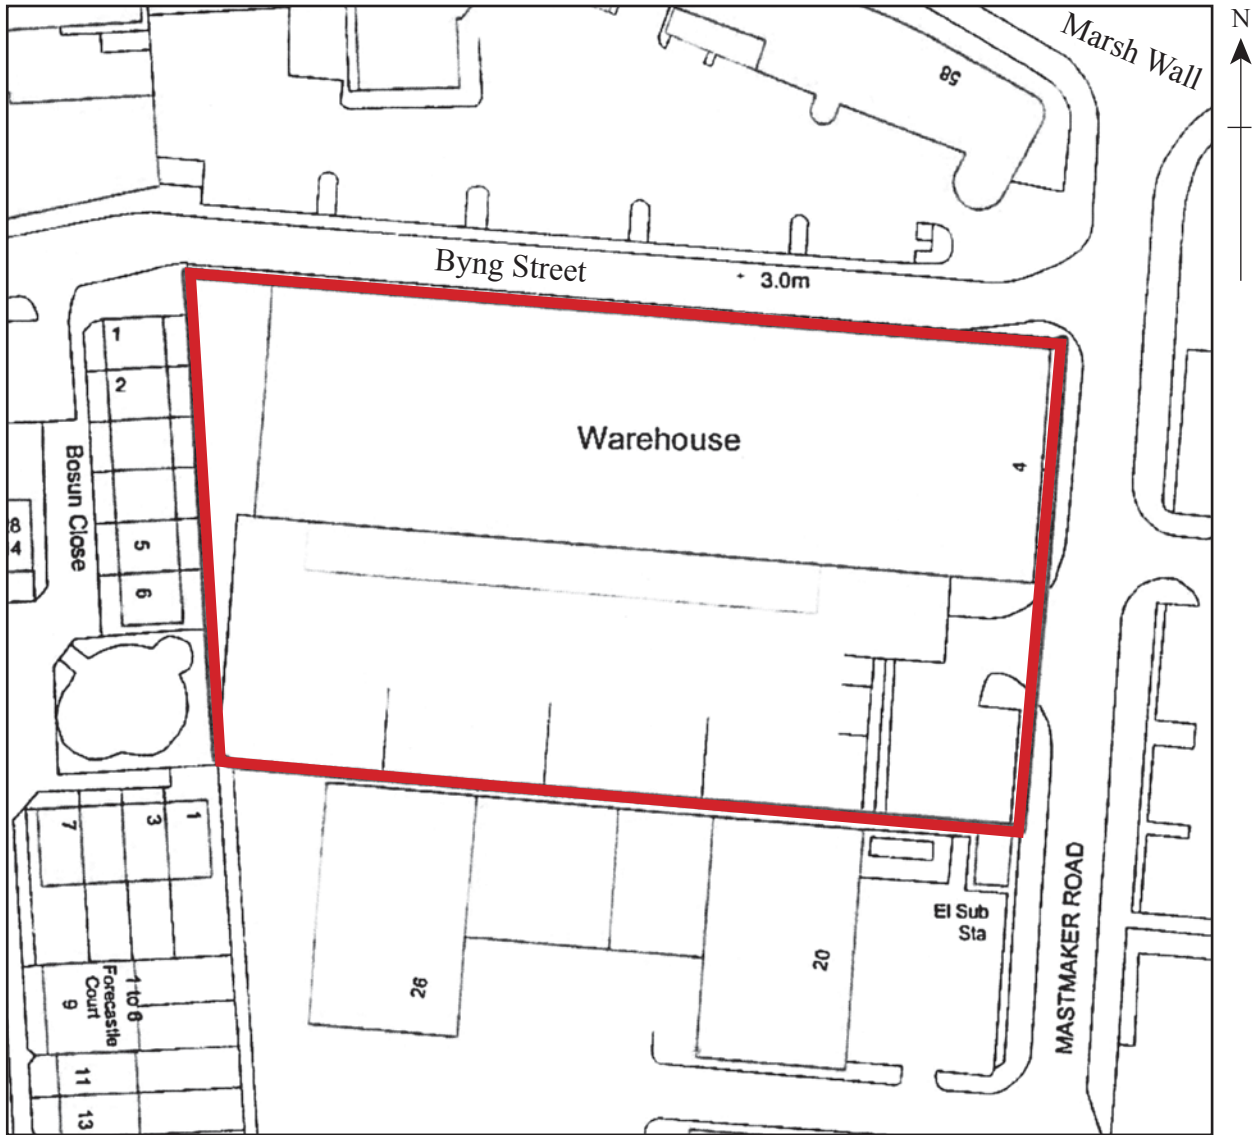 N
Marsh Wall
58
Byng Street
3.0m
1
2
Warehouse
4
Bosun Close
8
4
5
6
7
3
1
El Sub
Sta
MASTMAKER ROAD
26
20
1 to 6
Forecastle
Court
9
11
13